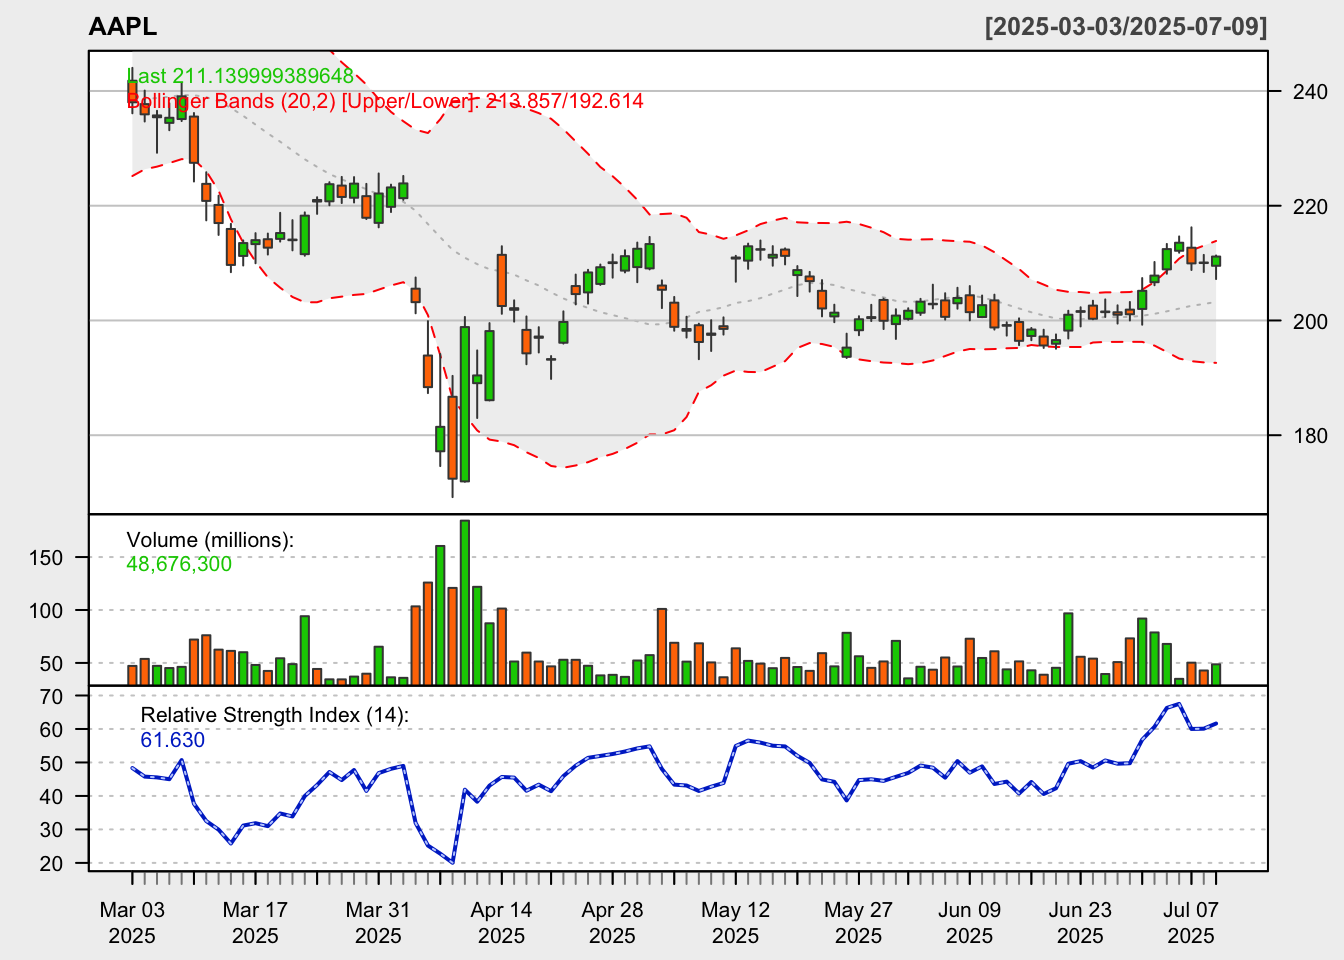 AAPL [2025-03-03/2025-07-09]
Last 211.139999389648
Bollinger Bands (20,2) [Upper/Lower]: 213.857/192.614
240
220
200
180
Volume (millions):
48,676,300
150
100
50
Relative Strength Index (14):
61.630
70
60
50
40
30
20
Mar 03 Mar 17 Mar 31 Apr 14 Apr 28 May 12 May 27 Jun 09 Jun 23 Jul 07
2025 2025 2025 2025 2025 2025 2025 2025 2025 2025